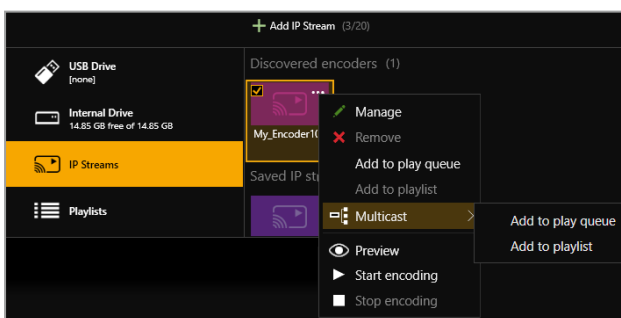 Add IP Stream (3/20)
USB Drive
[none]
Internal Drive
14.85 GB free of 14.85 GB
IP Streams
Playlists
Discovered encoders (1)
My_Encoder10
Saved IP
Manage
Remove
Add to play queue
Add to playlist
Multicast
Preview
Start encoding
Stop encoding
Add to play queue
Add to playlist